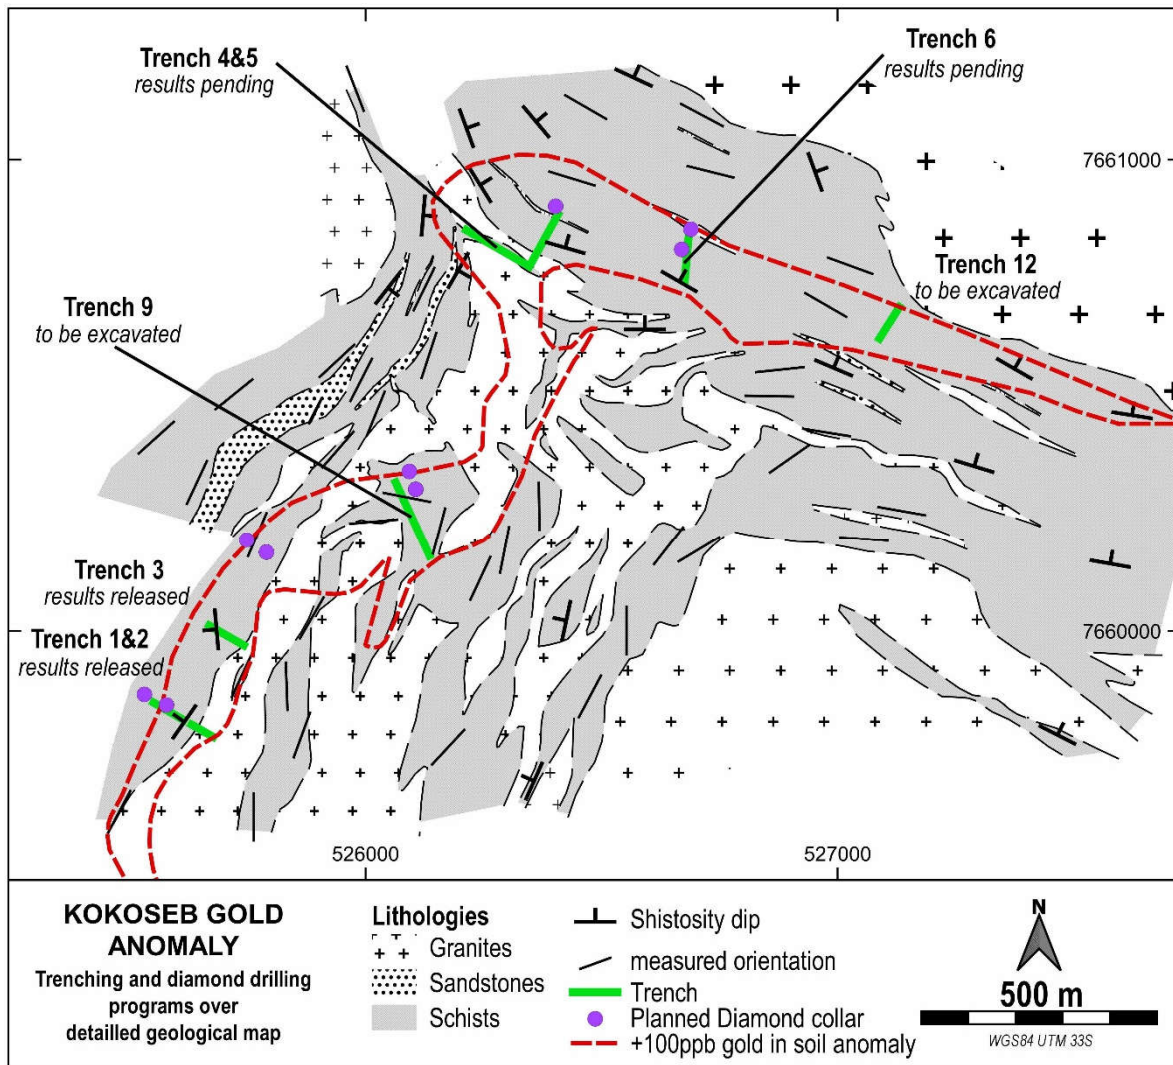 Trench 4&5
results pending
Trench 6
results pending
7661000
Trench 12
to be excavated
Trench 9
to be excavated
Trench 3
results released
Trench 1&2
results released
7660000
526000
527000
KOKOSEB GOLD
ANOMALY
Trenching and diamond drilling
programs over
detailled geological map
Lithologies
Granites
Sandstones
Schists
Shistosity dip
measured orientation
Trench
Planned Diamond collar
+100ppb gold in soil anomaly
N
500 m
WGS84 UTM 33S